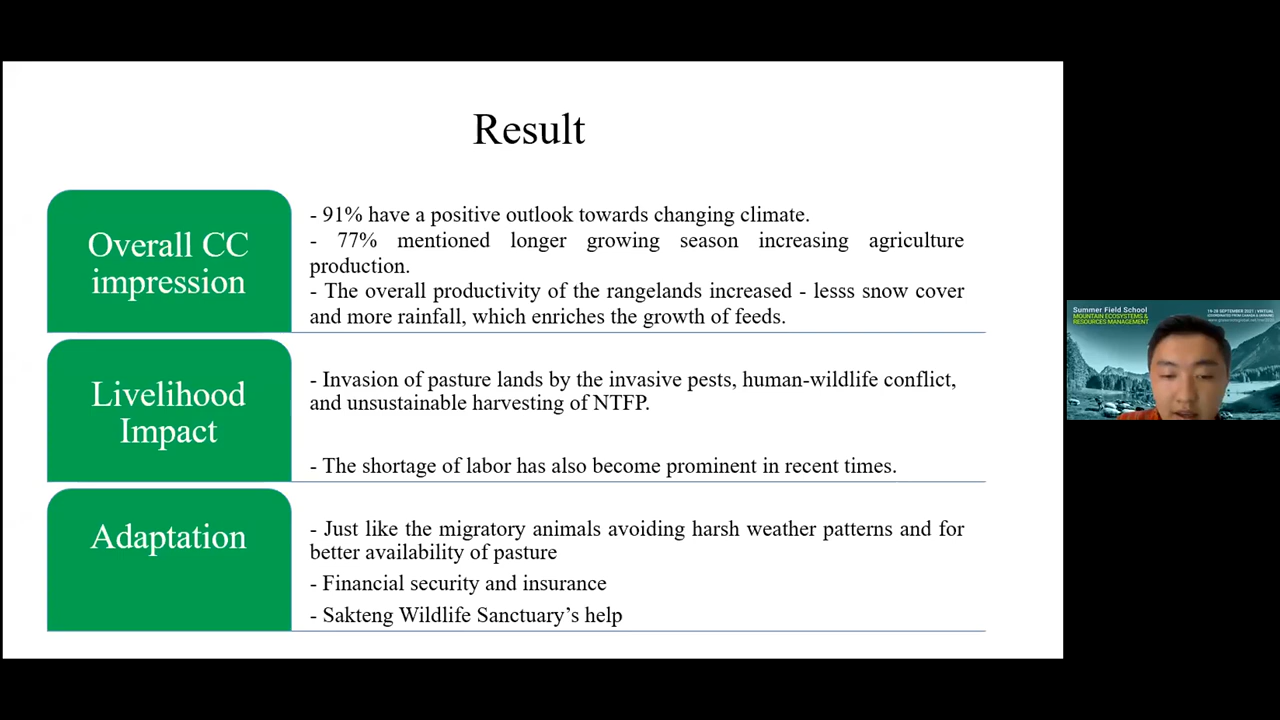 Result
Overall CC
impression
- 91% have a positive outlook towards changing climate.
- 77% mentioned longer growing season increasing agriculture
production.
- The overall productivity of the rangelands increased - lesss snow cover
and more rainfall, which enriches the growth of feeds.
Livelihood
Impact
- Invasion of pasture lands by the invasive pests, human-wildlife conflict,
and unsustainable harvesting of NTFP.
- The shortage of labor has also become prominent in recent times.
Adaptation
- Just like the migratory animals avoiding harsh weather patterns and for
better availability of pasture
- Financial security and insurance
- Sakteng Wildlife Sanctuary's help
Summer Field School
MOUNTAIN ECOSYSTEMS &
RESOURCES MANAGEMENT
19-28 SEPTEMBER 2021 | VIRTUAL